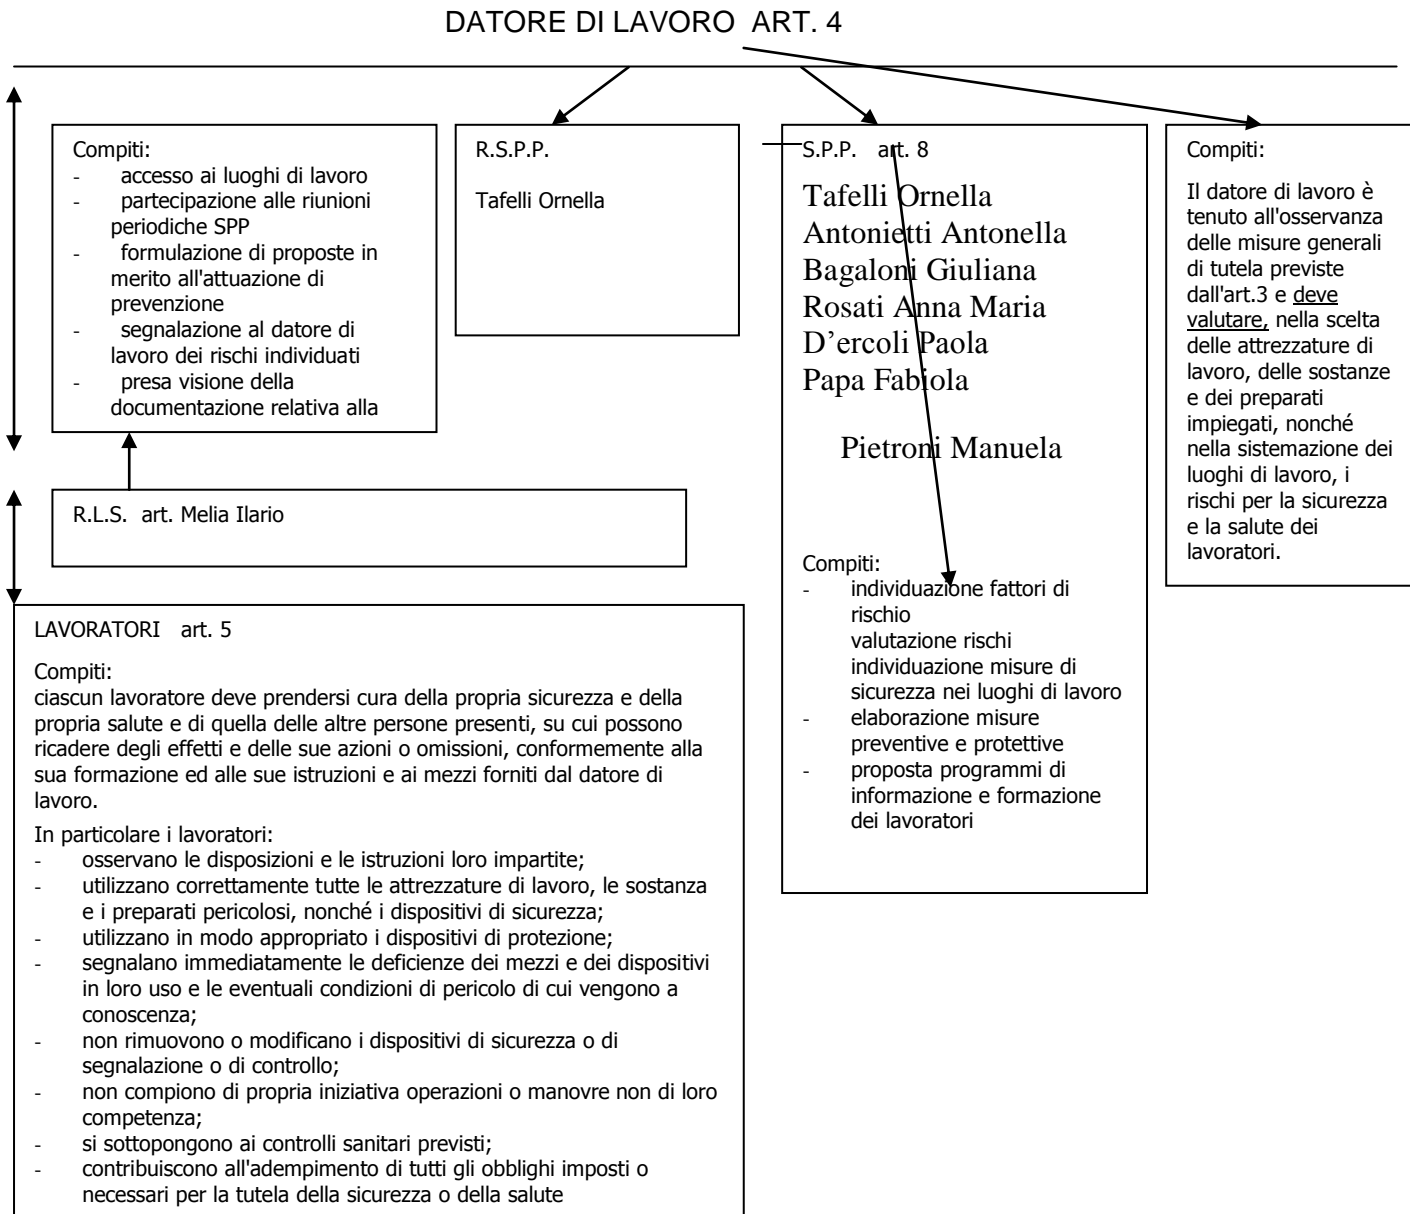 DATORE DI LAVORO  ART. 4
Compiti:
- accesso ai luoghi di lavoro
- partecipazione alle riunioni
periodiche SPP
- formulazione di proposte in
merito all'attuazione di
prevenzione
- segnalazione al datore di
lavoro dei rischi individuati
- presa visione della
documentazione relativa alla
R.S.P.P.
Tafelli Ornella
S.P.P.   art. 8
Tafelli Ornella
Antonietti Antonella
Bagaloni Giuliana
Rosati Anna Maria
D’ercoli Paola
Papa Fabiola
Pietroni Manuela
Compiti:
- individuazione fattori di
rischio
valutazione rischi
individuazione misure di
sicurezza nei luoghi di lavoro
- elaborazione misure
preventive e protettive
- proposta programmi di
informazione e formazione
dei lavoratori
Compiti:
Il datore di lavoro è
tenuto all'osservanza
delle misure generali
di tutela previste
dall'art.3 e deve
valutare, nella scelta
delle attrezzature di
lavoro, delle sostanze
e dei preparati
impiegati, nonché
nella sistemazione dei
luoghi di lavoro, i
rischi per la sicurezza
e la salute dei
lavoratori.
R.L.S.  art. Melia Ilario
LAVORATORI   art. 5
Compiti:
ciascun lavoratore deve prendersi cura della propria sicurezza e della
propria salute e di quella delle altre persone presenti, su cui possono
ricadere degli effetti e delle sue azioni o omissioni, conformemente alla
sua formazione ed alle sue istruzioni e ai mezzi forniti dal datore di
lavoro.
In particolare i lavoratori:
- osservano le disposizioni e le istruzioni loro impartite;
- utilizzano correttamente tutte le attrezzature di lavoro, le sostanza
e i preparati pericolosi, nonché i dispositivi di sicurezza;
- utilizzano in modo appropriato i dispositivi di protezione;
- segnalano immediatamente le deficienze dei mezzi e dei dispositivi
in loro uso e le eventuali condizioni di pericolo di cui vengono a
conoscenza;
- non rimuovono o modificano i dispositivi di sicurezza o di
segnalazione o di controllo;
- non compiono di propria iniziativa operazioni o manovre non di loro
competenza;
- si sottopongono ai controlli sanitari previsti;
- contribuiscono all'adempimento di tutti gli obblighi imposti o
necessari per la tutela della sicurezza o della salute